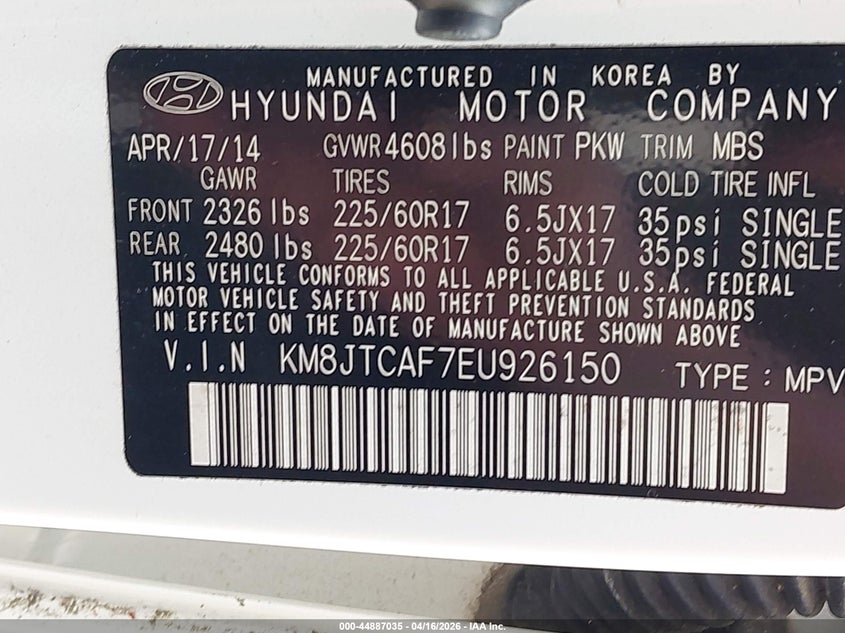 MANUFACTURED IN KOREA BY
HYUNDAI MOTOR COMPANY
APR/17/14 GVWR4608lbs PAINT PKW TRIM MBS
GAWR TIRES RIMS COLD TIRE INFL
FRONT 2326 lbs 225/60R17 6.5JX17 35psi SINGLE
REAR 2480 lbs 225/60R17 6.5JX17 35psi SINGLE
THIS VEHICLE CONFORMS TO ALL APPLICABLE U.S.A. FEDERAL
MOTOR VEHICLE SAFETY AND THEFT PREVENTION STANDARDS
IN EFFECT ON THE DATE OF MANUFACTURE SHOWN ABOVE
V.I.N KM8JTCAF7EU926150 TYPE : MPV
000-44887035 - 04/16/2026 - IAA Inc.